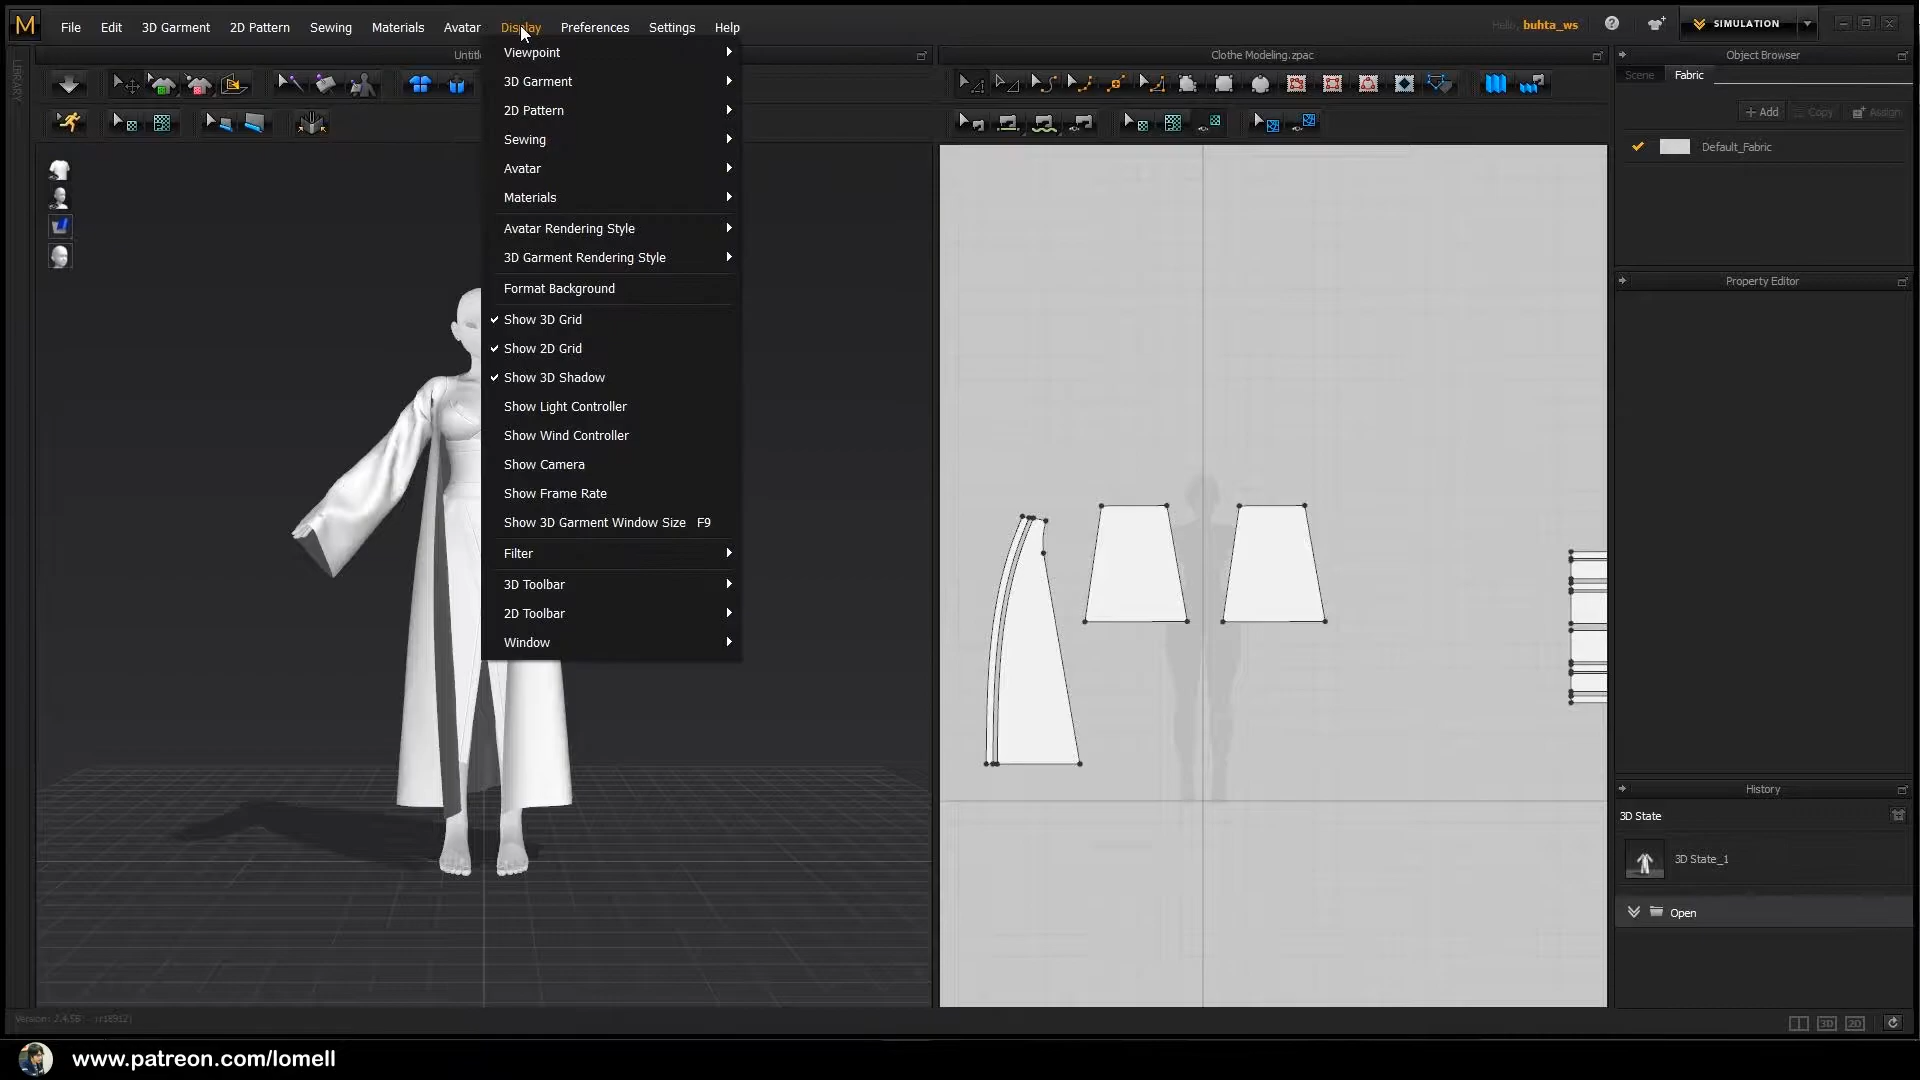 M File Edit 3D Garment 2D Pattern Sewing Materials Avatar Display Preferences Settings Help
Hello, buhta_ws
SIMULATION
LIBRARY
Clothe Modeling.zpac
Object Browser
Scene Fabric
+ Add Copy Assign
Default_Fabric
Viewpoint
3D Garment
2D Pattern
Sewing
Avatar
Materials
Avatar Rendering Style
3D Garment Rendering Style
Format Background
Show 3D Grid
Show 2D Grid
Show 3D Shadow
Show Light Controller
Show Wind Controller
Show Camera
Show Frame Rate
Show 3D Garment Window Size F9
Filter
3D Toolbar
2D Toolbar
Window
Property Editor
History
3D State
3D State_1
Open
3D 2D
www.patreon.com/lomell